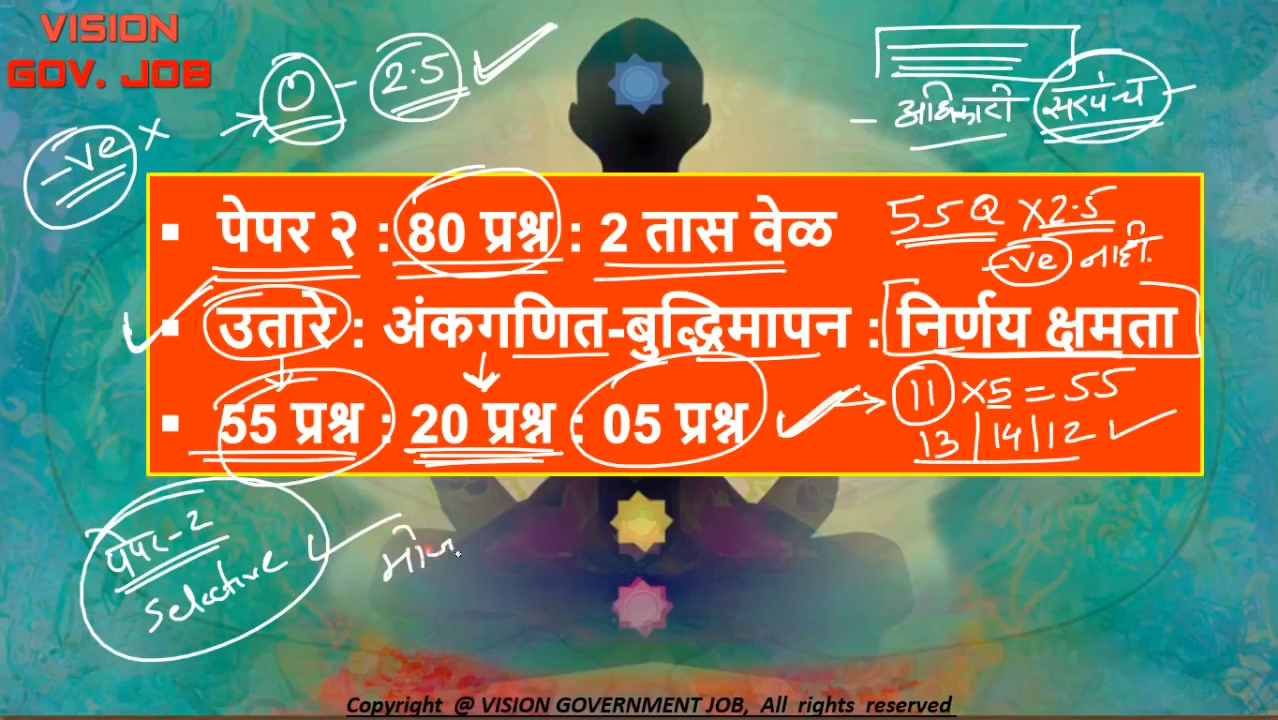 VISION
GOV. JOB
0 - 2.5
-ve ×
अधिकारी सरपंच
▪ पेपर २ : 80 प्रश्न : 2 तास वेळ
55 Q × 2.5
-ve नाही.
▪ उतारे : अंकगणित-बुद्धिमापन : निर्णय क्षमता
▪ 55 प्रश्न : 20 प्रश्न : 05 प्रश्न
11 × 5 = 55
13 | 14 | 12
पेपर-2
Selective
Copyright @ VISION GOVERNMENT JOB, All rights reserved